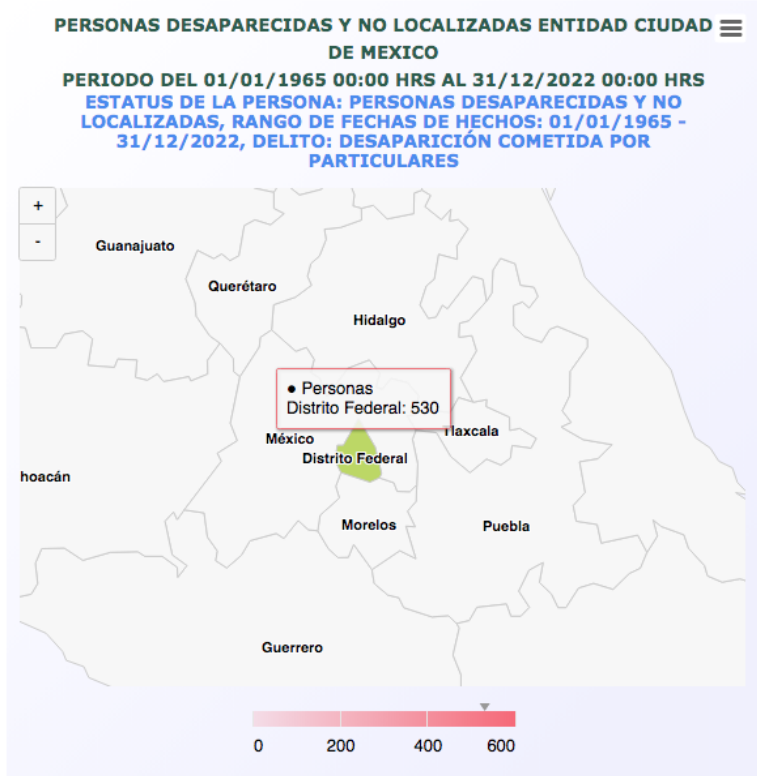 PERSONAS DESAPARECIDAS Y NO LOCALIZADAS ENTIDAD CIUDAD
DE MEXICO
PERIODO DEL 01/01/1965 00:00 HRS AL 31/12/2022 00:00 HRS
ESTATUS DE LA PERSONA: PERSONAS DESAPARECIDAS Y NO
LOCALIZADAS, RANGO DE FECHAS DE HECHOS: 01/01/1965 -
31/12/2022, DELITO: DESAPARICIÓN COMETIDA POR
PARTICULARES
+
-
Guanajuato
Querétaro
Hidalgo
● Personas
Distrito Federal: 530
México
Tlaxcala
Distrito Federal
hoacán
Morelos
Puebla
Guerrero
0 200 400 600